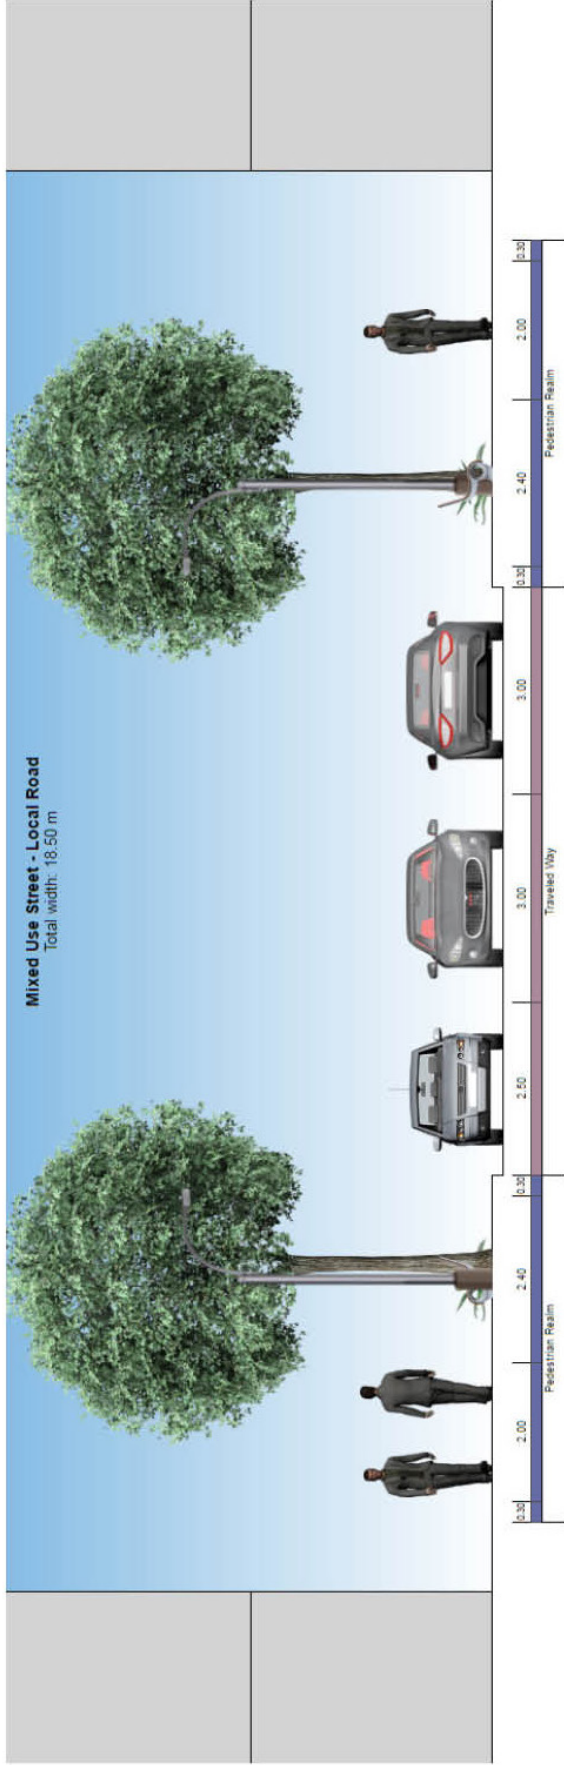 Mixed Use Street - Local Road
Total width: 18.50 m
0.30 2.00 2.40 0.30 2.50 3.00 3.00 0.30 2.40 2.00 0.30
Pedestrian Realm Traveled Way Pedestrian Realm